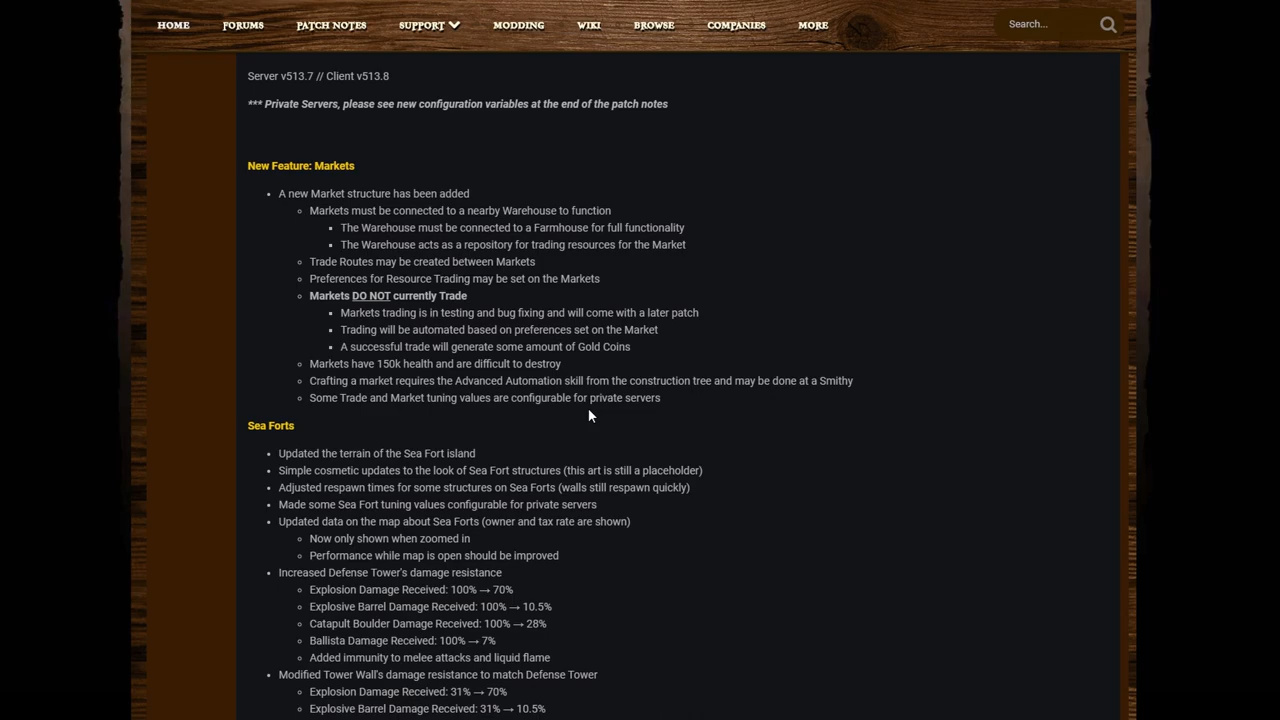 HOME FORUMS PATCH NOTES SUPPORT MODDING WIKI BROWSE COMPANIES MORE Search...
Server v513.7 // Client v513.8
*** Private Servers, please see new configuration variables at the end of the patch notes
New Feature: Markets
A new Market structure has been added
Markets must be connected to a nearby Warehouse to function
The Warehouse must be connected to a Farmhouse for full functionality
The Warehouse acts as a repository for trading resources for the Market
Trade Routes may be created between Markets
Preferences for Resource Trading may be set on the Markets
Markets DO NOT currently Trade
Markets trading is in testing and bug fixing and will come with a later patch
Trading will be automated based on preferences set on the Market
A successful trade will generate some amount of Gold Coins
Markets have 150k health and are difficult to destroy
Crafting a market requires the Advanced Automation skill from the construction tree and may be done at a Smithy
Some Trade and Market tuning values are configurable for private servers
Sea Forts
Updated the terrain of the Sea Fort island
Simple cosmetic updates to the look of Sea Fort structures (this art is still a placeholder)
Adjusted respawn times for some structures on Sea Forts (walls still respawn quickly)
Made some Sea Fort tuning values configurable for private servers
Updated data on the map about Sea Forts (owner and tax rate are shown)
Now only shown when zoomed in
Performance while map is open should be improved
Increased Defense Tower's damage resistance
Explosion Damage Received: 100% → 70%
Explosive Barrel Damage Received: 100% → 10.5%
Catapult Boulder Damage Received: 100% → 28%
Ballista Damage Received: 100% → 7%
Added immunity to melee attacks and liquid flame
Modified Tower Wall's damage resistance to match Defense Tower
Explosion Damage Received: 31% → 70%
Explosive Barrel Damage Received: 31% → 10.5%